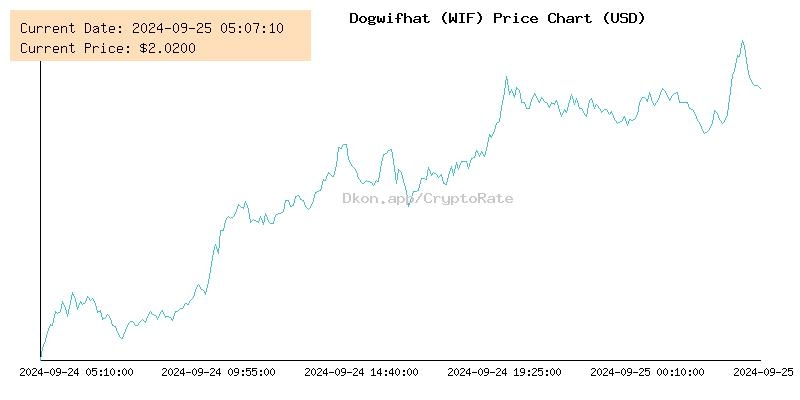 Dogwifhat (WIF) Price Chart (USD)
Current Date: 2024-09-25 05:07:10
Current Price: $2.0200
Dkon.app/CryptoRate
2024-09-24 05:10:00 2024-09-24 09:55:00 2024-09-24 14:40:00 2024-09-24 19:25:00 2024-09-25 00:10:00 2024-09-25